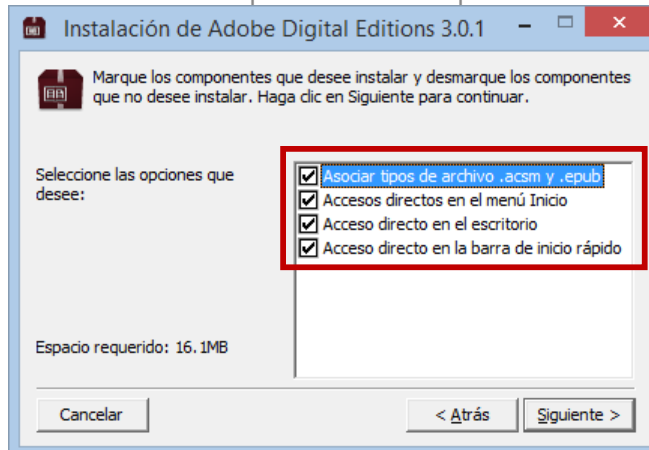 Instalación de Adobe Digital Editions 3.0.1
Marque los componentes que desee instalar y desmarque los componentes
que no desee instalar. Haga clic en Siguiente para continuar.
Seleccione las opciones que
desee:
Asociar tipos de archivo .acsm y .epub
Accesos directos en el menú Inicio
Acceso directo en el escritorio
Acceso directo en la barra de inicio rápido
Espacio requerido: 16.1MB
Cancelar
< Atrás
Siguiente >